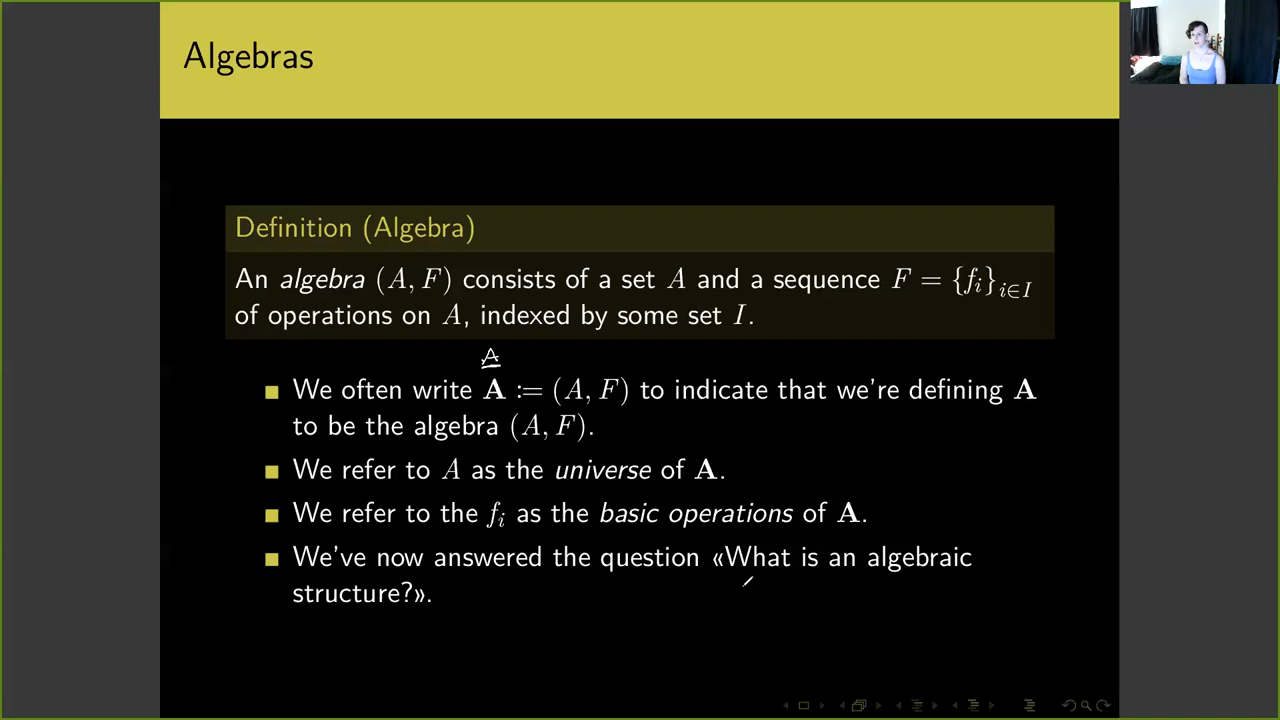 Algebras
Definition (Algebra)
An algebra (A, F) consists of a set A and a sequence F = {fᵢ}ᵢ∈I
of operations on A, indexed by some set I.
A
We often write 𝐀 := (A, F) to indicate that we're defining 𝐀
to be the algebra (A, F).
We refer to A as the universe of 𝐀.
We refer to the fᵢ as the basic operations of 𝐀.
We've now answered the question «What is an algebraic
structure?».